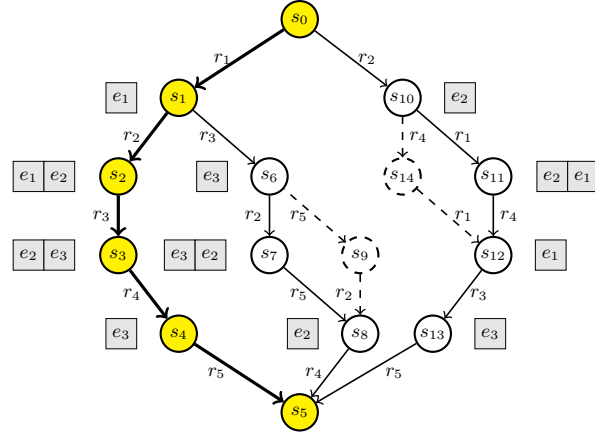 s0
r1 r2
e1 s1 s10 e2
r2 r3 r4 r1
e1 e2 s2 e3 s6 s14 s11 e2 e1
r3 r2 r5 r1 r4
e2 e3 s3 e3 e2 s7 s9 s12 e1
r4 r5 r2 r3
e3 s4 e2 s8 s13 e3
r5 r4 r5
s5